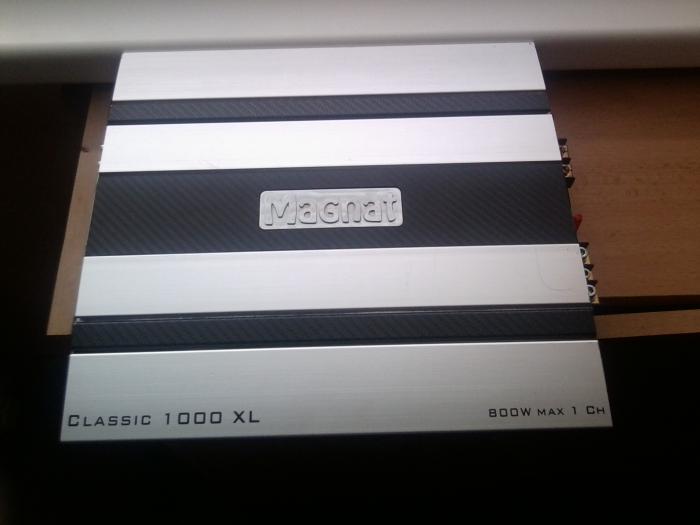 Magnat
CLASSIC 1000 XL
800W MAX 1 CH